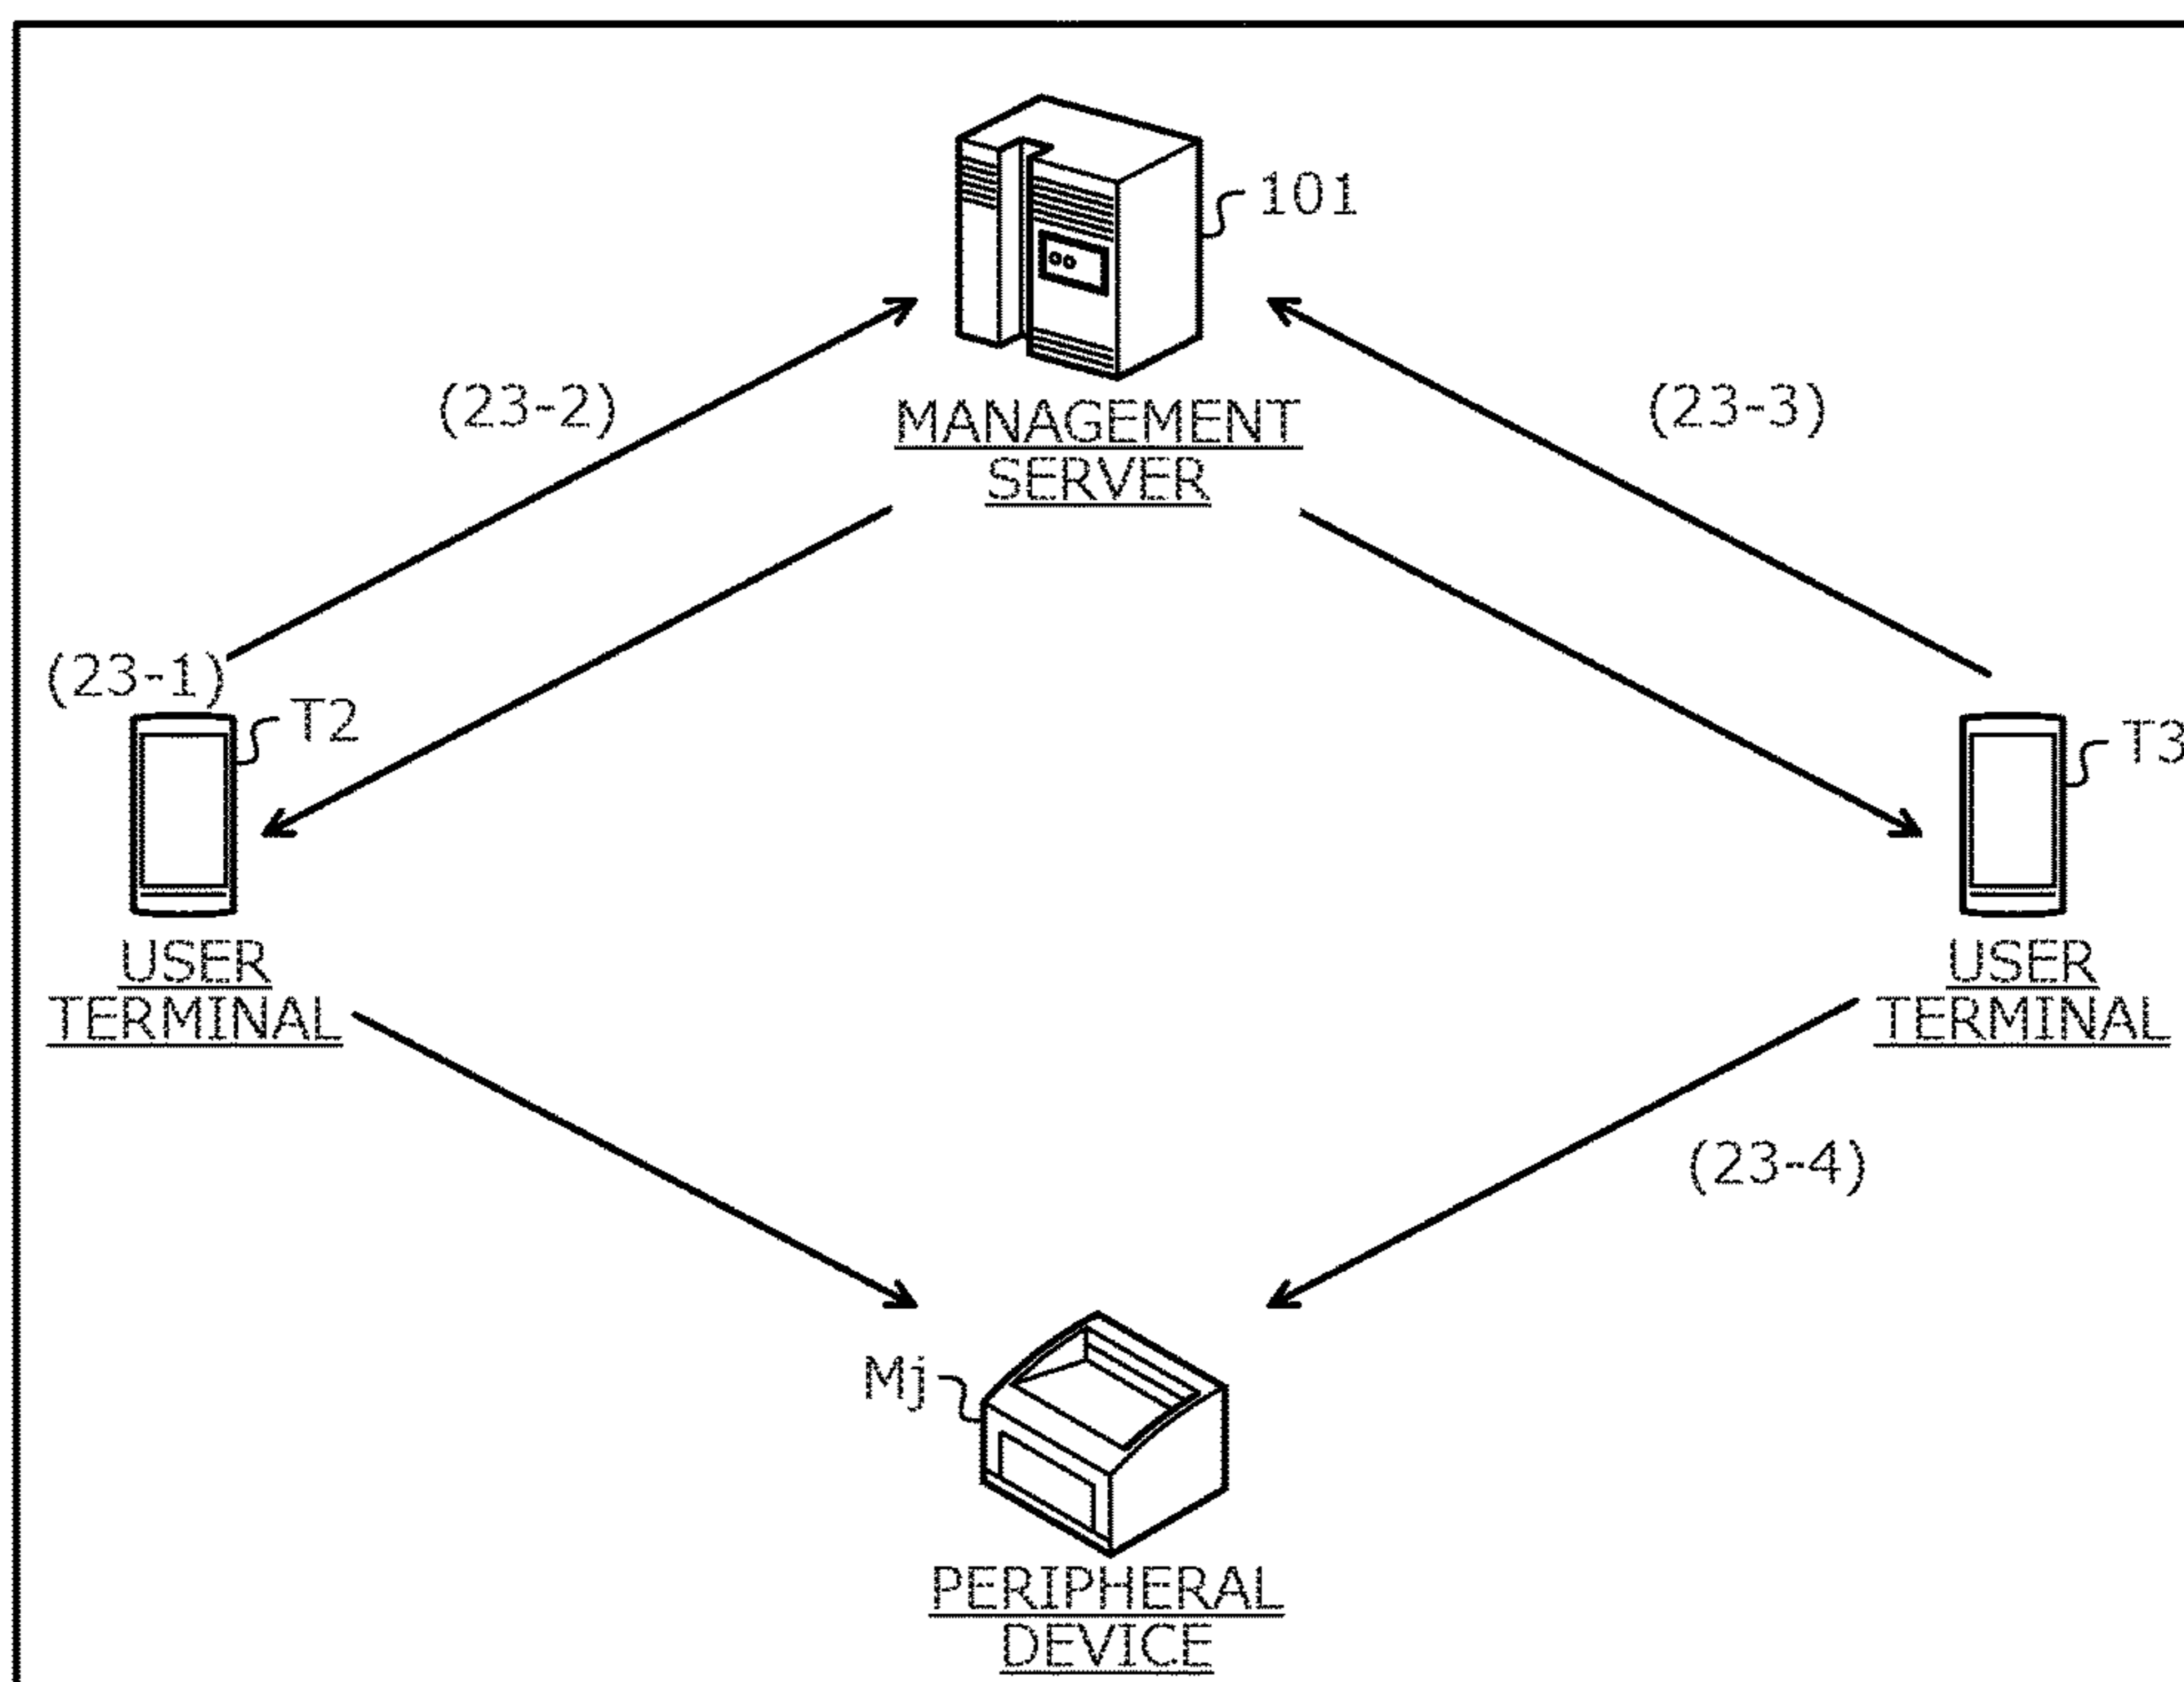 101
(23-2)
(23-3)
MANAGEMENT
SERVER
(23-1)
T2
T3
USER
TERMINAL
USER
TERMINAL
(23-4)
Mj
PERIPHERAL
DEVICE